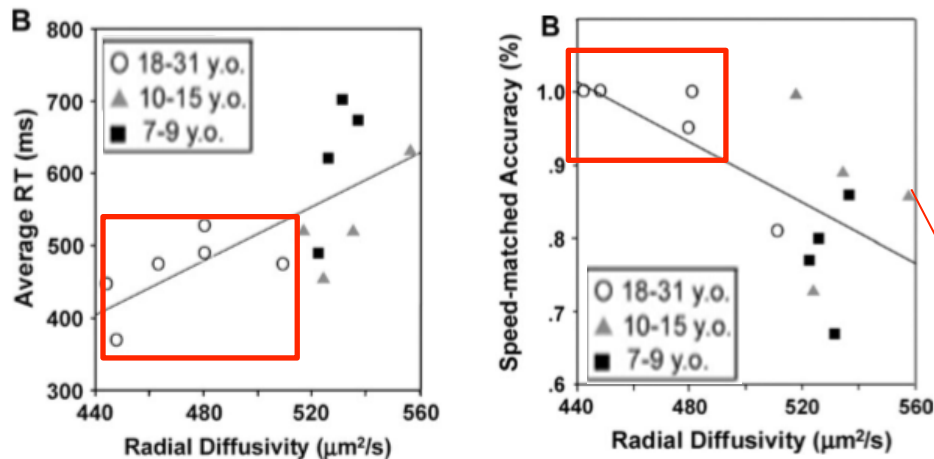 B
800
700
600
500
400
300
Average RT (ms)
18-31 y.o.
10-15 y.o.
7-9 y.o.
440
480
520
560
Radial Diffusivity (μm²/s)
B
1.0
.9
.8
.7
.6
Speed-matched Accuracy (%)
18-31 y.o.
10-15 y.o.
7-9 y.o.
440
480
520
560
Radial Diffusivity (μm²/s)